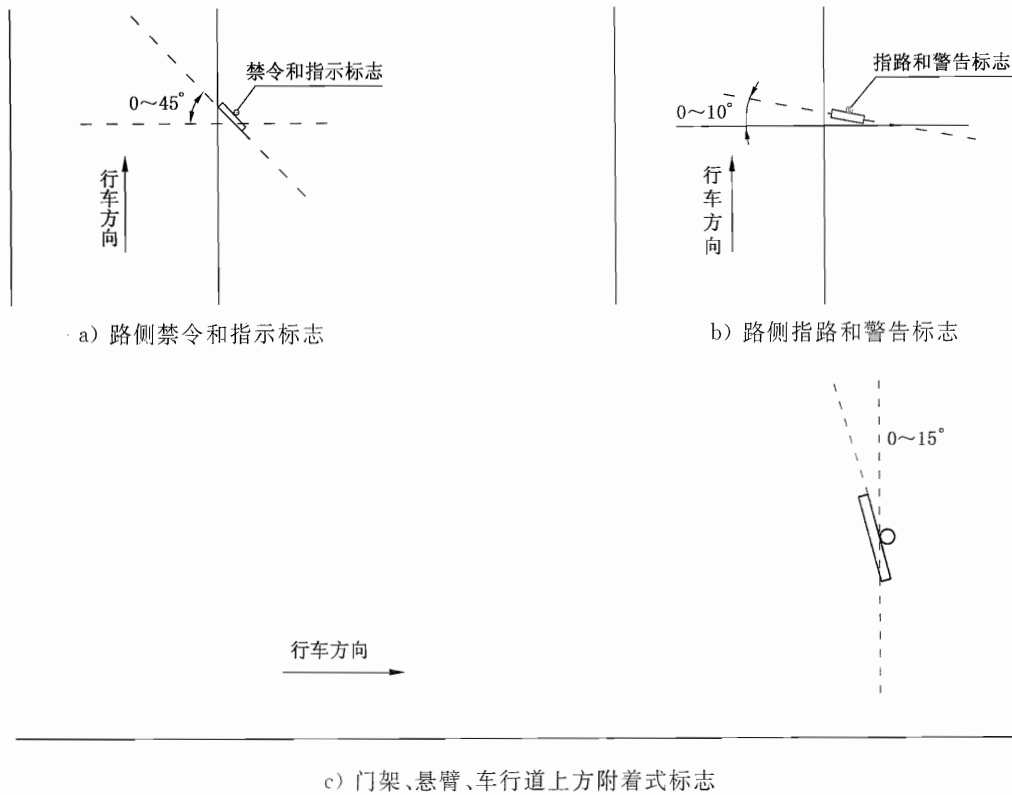 禁令和指示标志
0～45°
行车方向
a）路侧禁令和指示标志
指路和警告标志
0～10°
行车方向
b）路侧指路和警告标志
0～15°
行车方向
c）门架、悬臂、车行道上方附着式标志